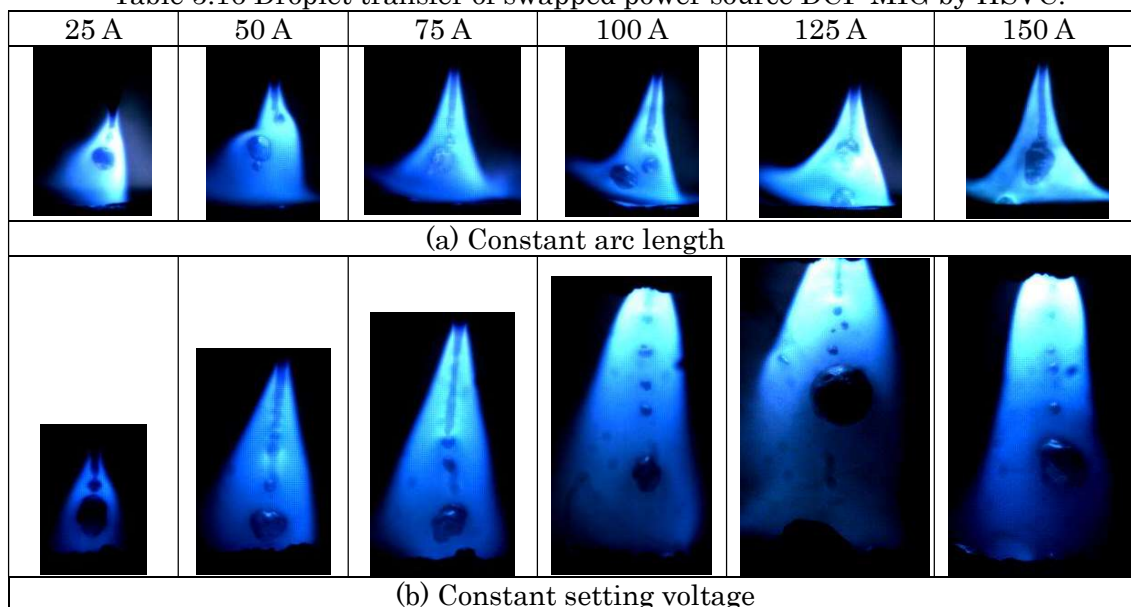 Table 3.16 Droplet transfer of swapped power source DCP-MIG by HSVC.
25 A 50 A 75 A 100 A 125 A 150 A
(a) Constant arc length
(b) Constant setting voltage